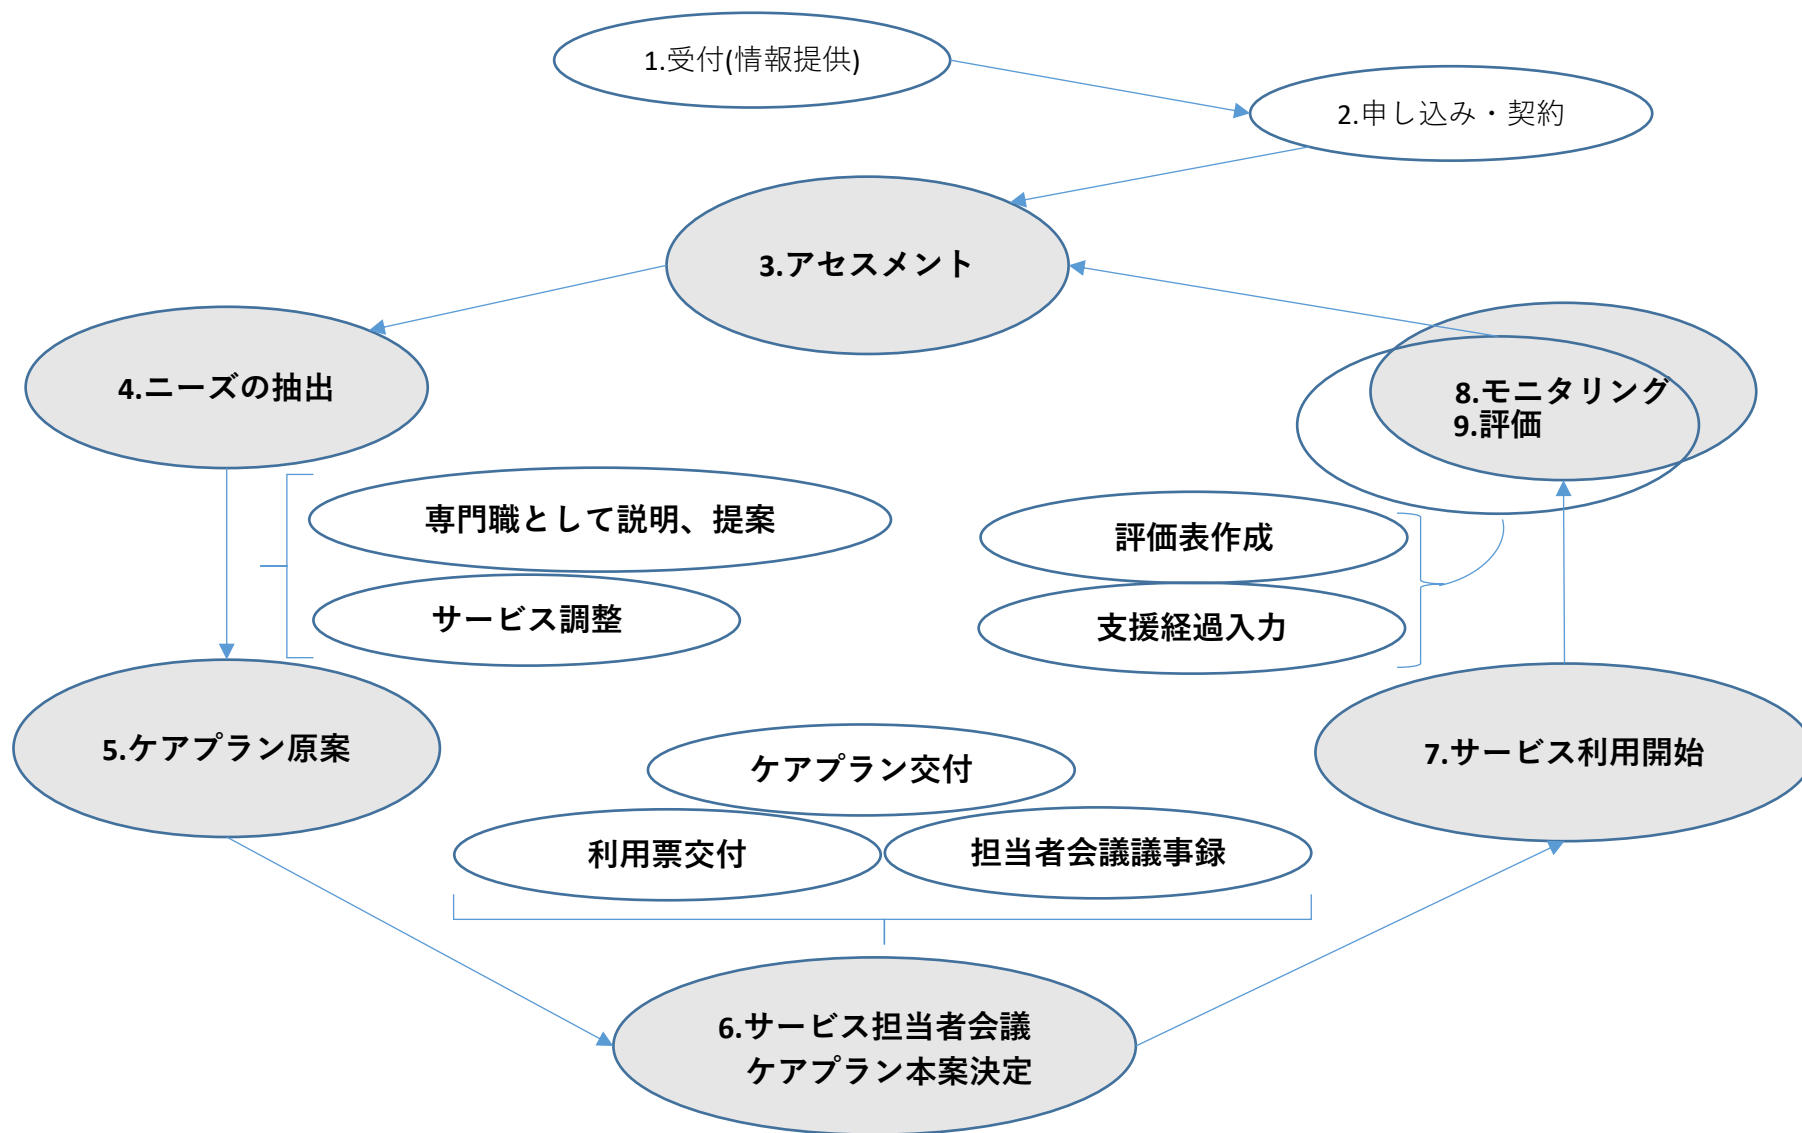 1.受付(情報提供)
2.申し込み・契約
3.アセスメント
4.ニーズの抽出
8.モニタリング
9.評価
専門職として説明、提案
評価表作成
サービス調整
支援経過入力
5.ケアプラン原案
7.サービス利用開始
ケアプラン交付
利用票交付
担当者会議議事録
6.サービス担当者会議
ケアプラン本案決定